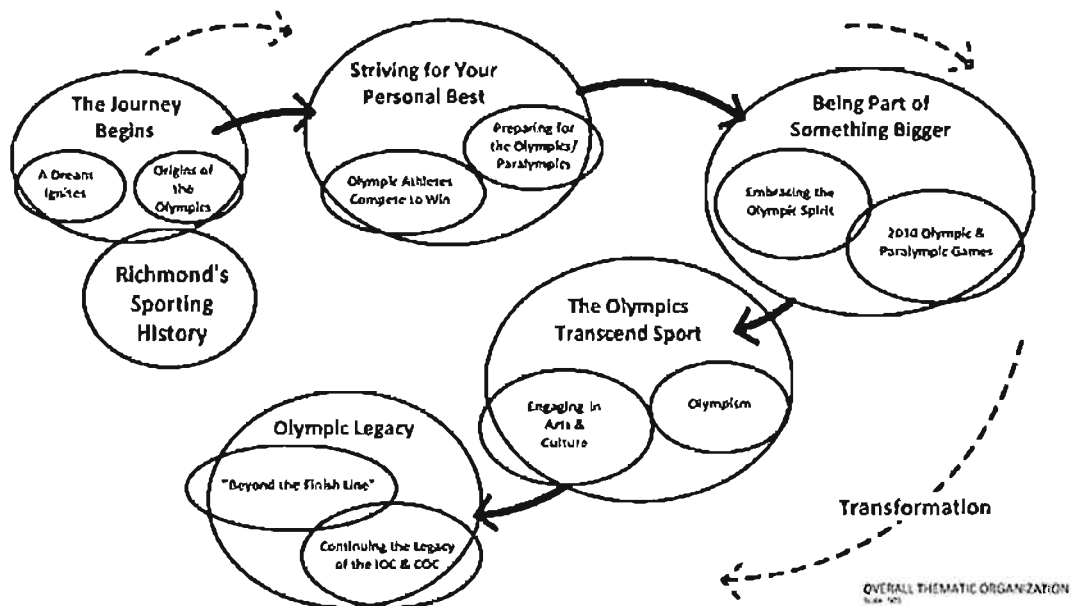 The Journey
Begins
A Dream
Ignites
Origins of
the
Olympics
Richmond's
Sporting
History
Striving for Your
Personal Best
Preparing for
the Olympics/
Paralympics
Olympic Athletes
Compete to Win
Being Part of
Something Bigger
Embracing the
Olympic Spirit
2010 Olympic &
Paralympic Games
The Olympics
Transcend Sport
Engaging in
Arts &
Culture
Olympism
Olympic Legacy
"Beyond the Finish Line"
Continuing the Legacy
of the IOC & COC
Transformation
OVERALL THEMATIC ORGANIZATION